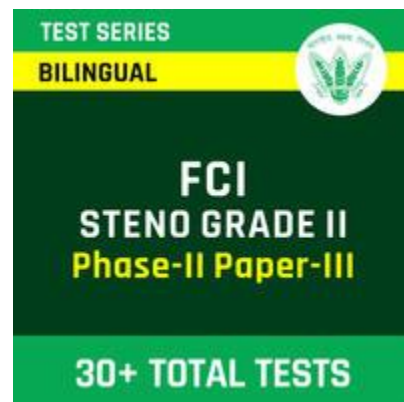 TEST SERIES
BILINGUAL
FCI
STENO GRADE II
Phase-II Paper-III
30+ TOTAL TESTS